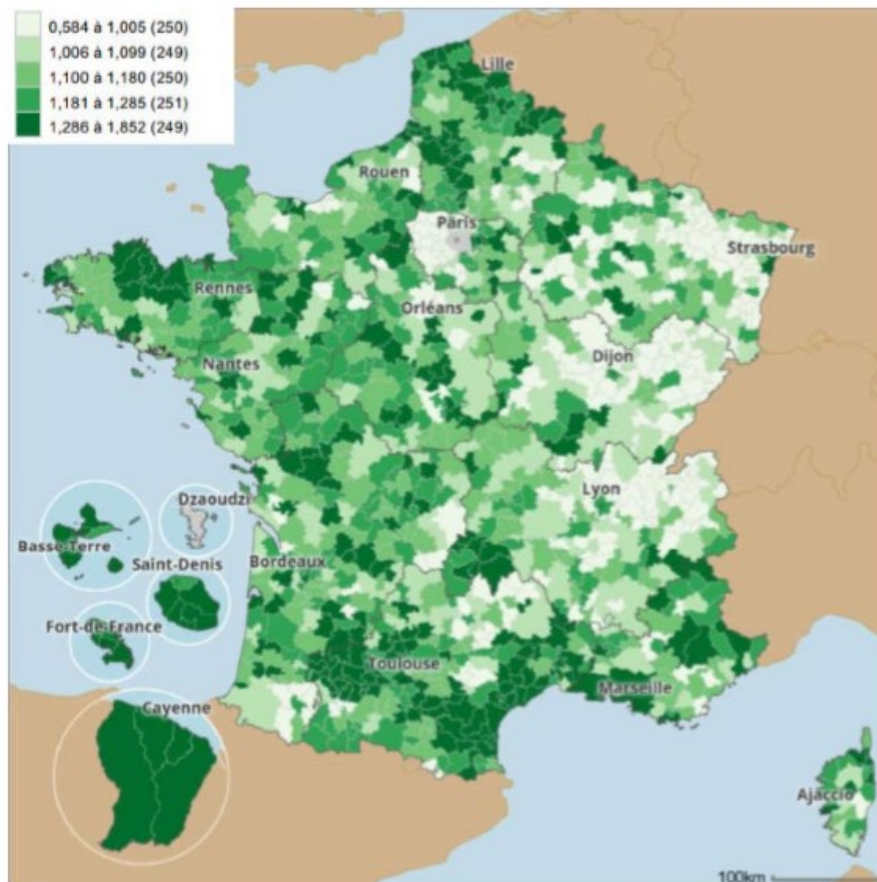 0,584 à 1,005 (250)
1,006 à 1,099 (249)
1,100 à 1,180 (250)
1,181 à 1,285 (251)
1,286 à 1,852 (249)
Lille
Rouen
Paris
Strasbourg
Rennes
Orléans
Nantes
Dijon
Lyon
Dzaoudzi
Basse-Terre
Saint-Denis
Bordeaux
Fort-de-France
Toulouse
Marseille
Cayenne
Ajaccio
100km